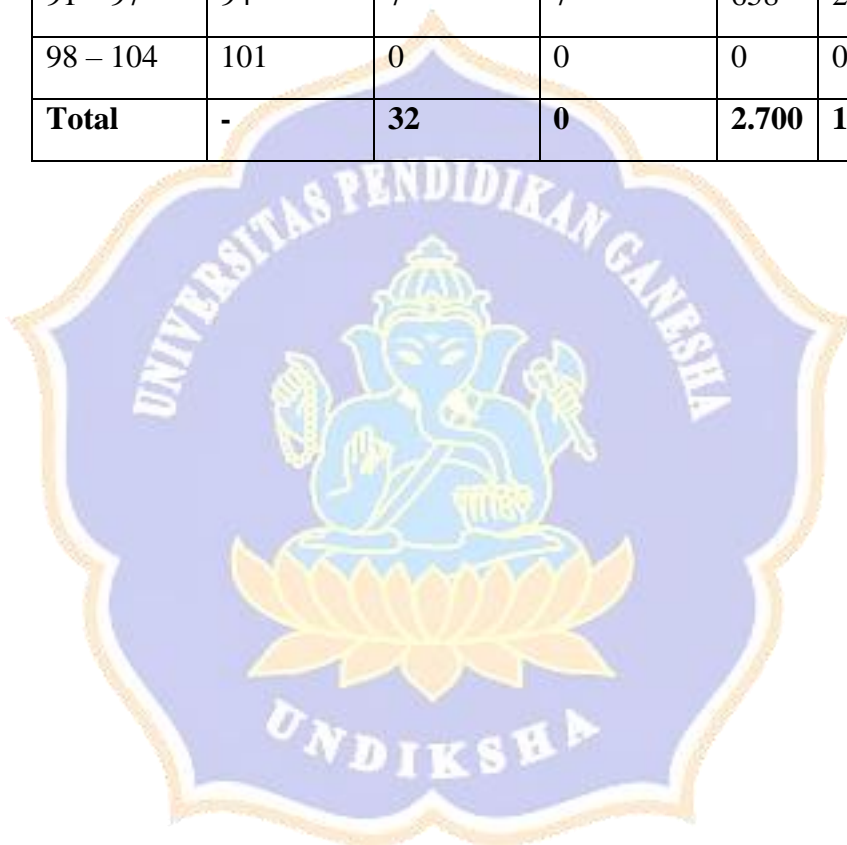 98 – 104 101 0 0 0 0
Total - 32 0 2.700 1
UNIVERSITAS PENDIDIKAN GANESHA
UNDIKSHA